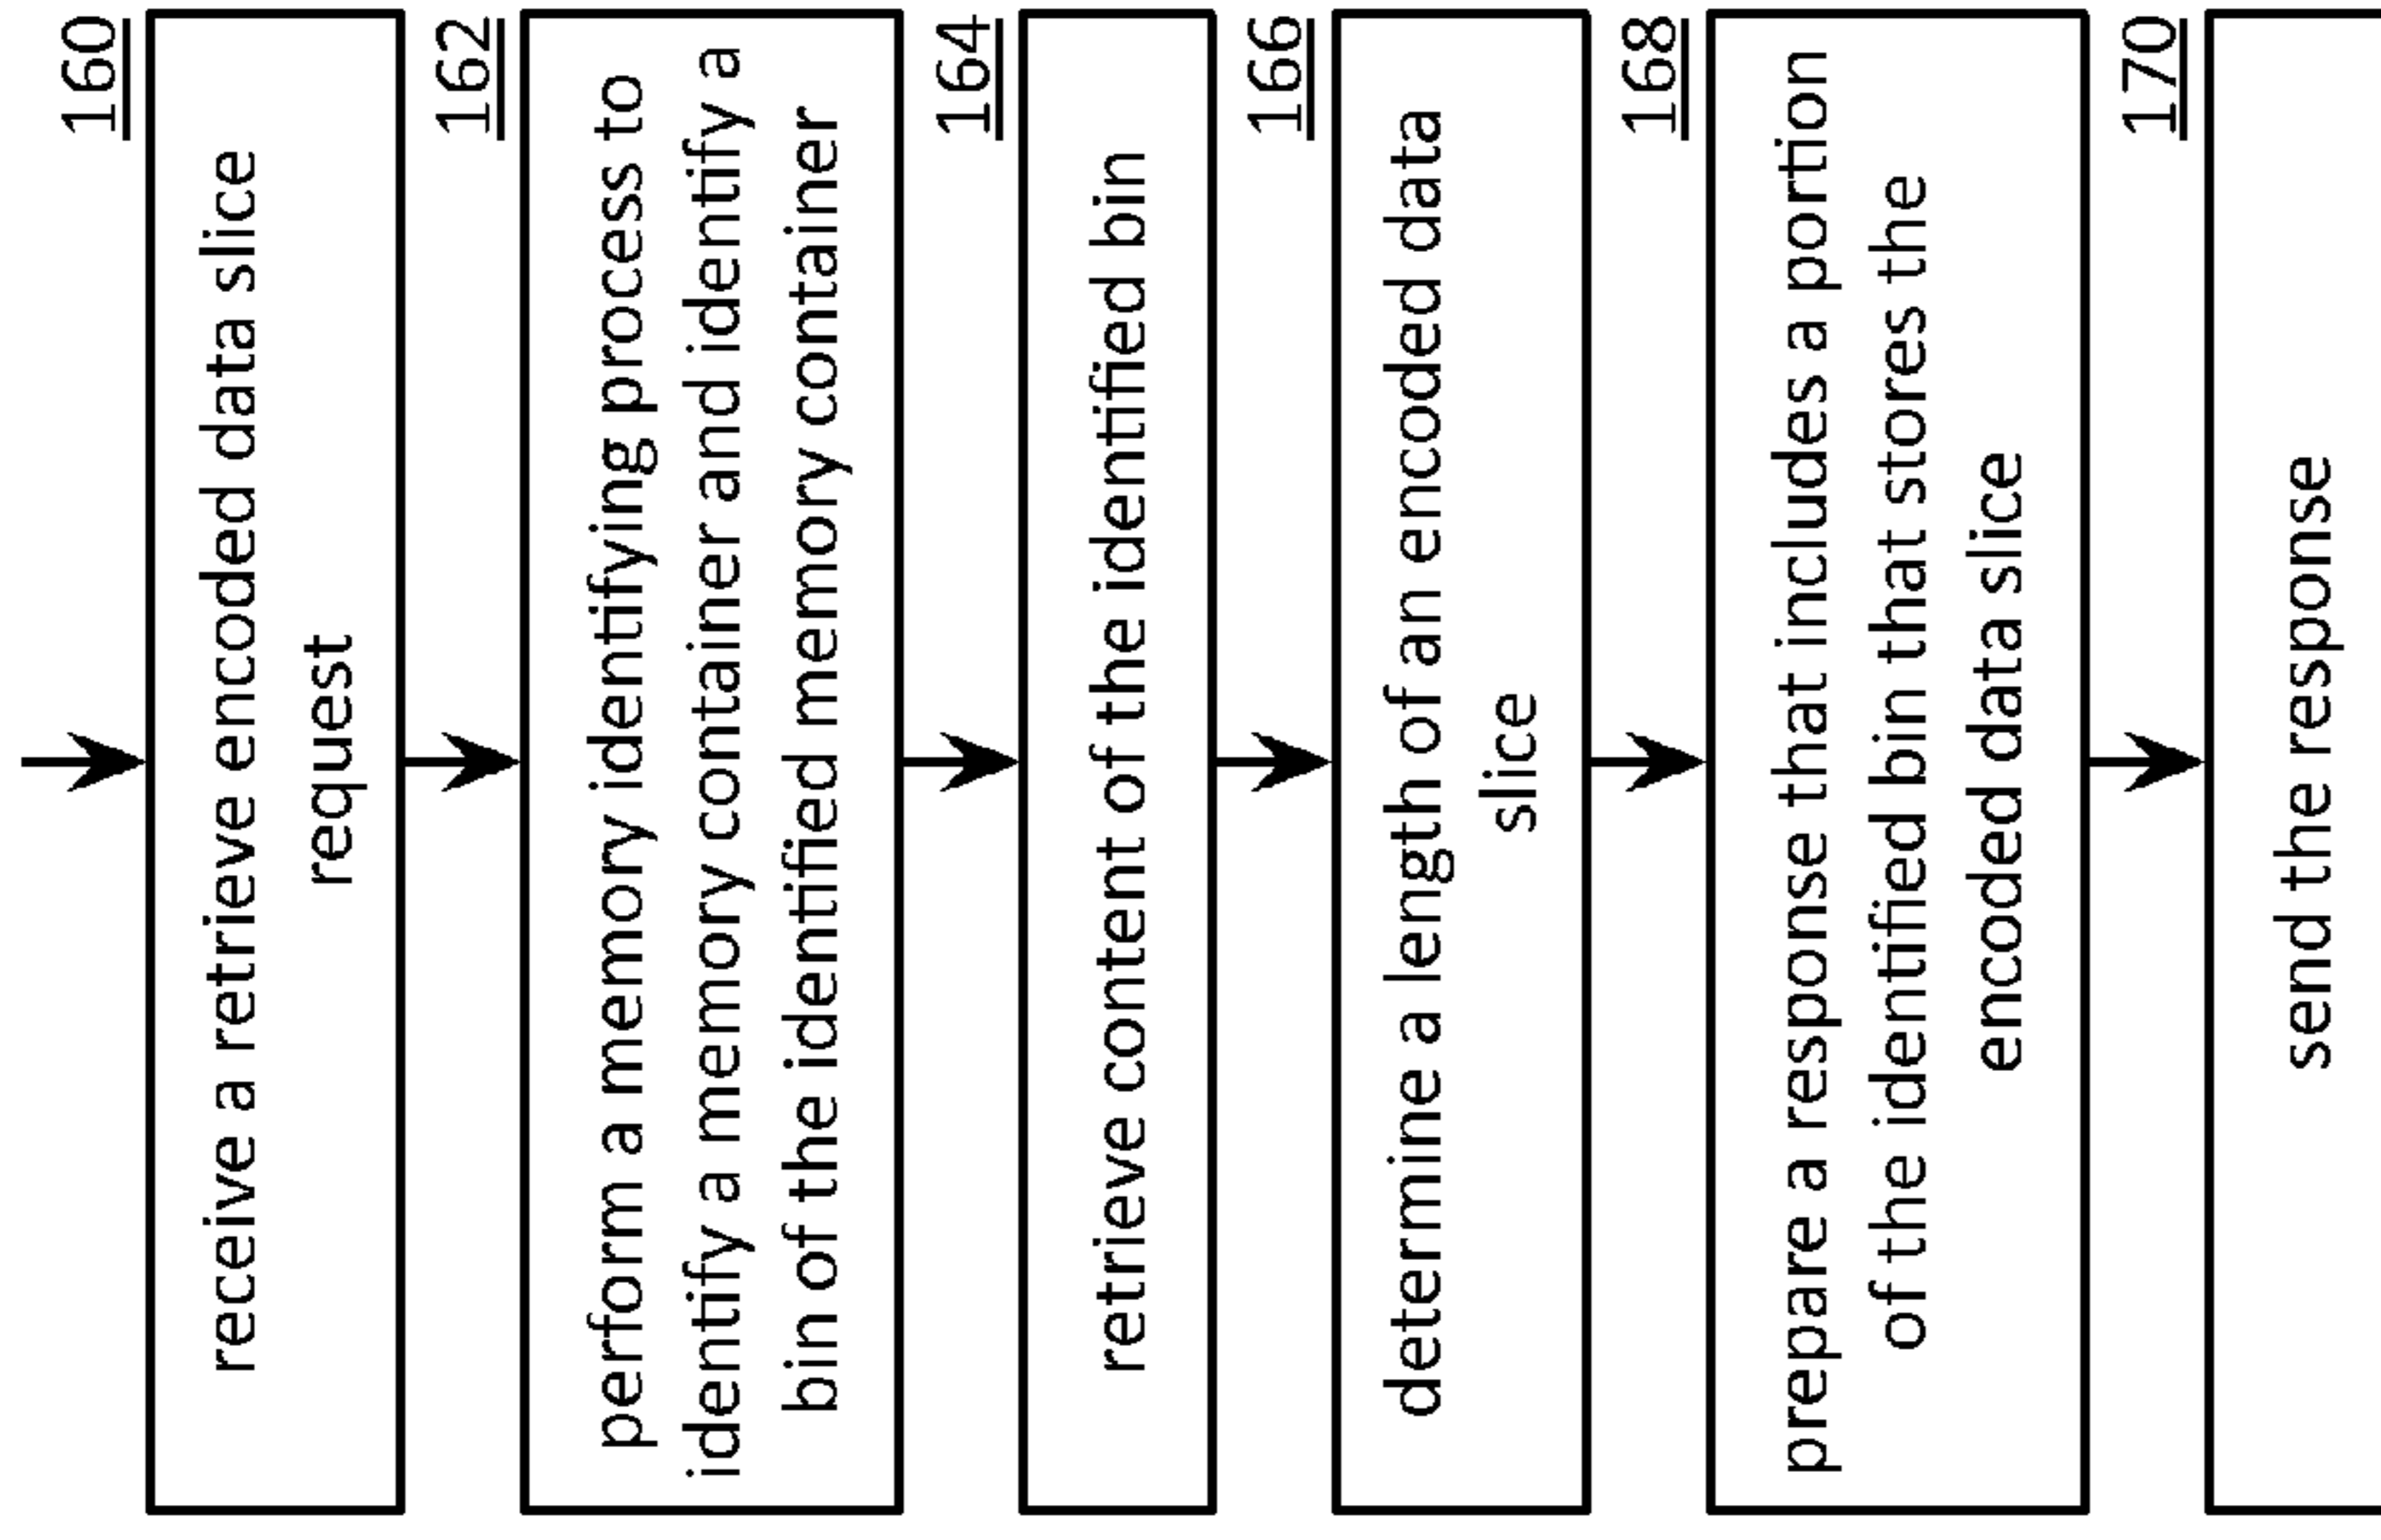 160
receive a retrieve encoded data slice
request
162
perform a memory identifying process to
identify a memory container and identify a
bin of the identified memory container
164
retrieve content of the identified bin
166
determine a length of an encoded data
slice
168
prepare a response that includes a portion
of the identified bin that stores the
encoded data slice
170
send the response